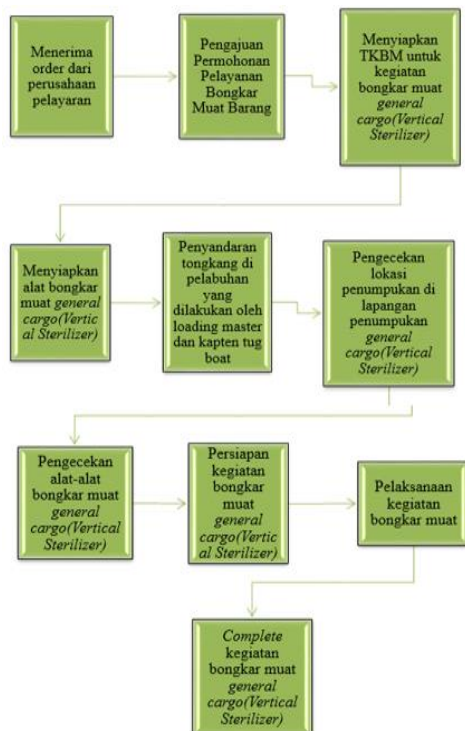 Menerima
order dari
perusahaan
pelayaran
Pengajuan
Permohonan
Pelayanan
Bongkar
Muat Barang
Menyiapkan
TKBM untuk
kegiatan bongkar
muat general
cargo(Vertical
Sterilizer)
Menyiapkan
alat bongkar
muat general
cargo(Vertic
al Sterilizer)
Penyandaran
tongkang di
pelabuhan
yang
dilakukan oleh
loading master
dan kapten tug
boat
Pengecekan
lokasi
penumpukan di
lapangan
penumpukan
general
cargo(Vertical
Sterilizer)
Pengecekan
alat-alat
bongkar muat
general
cargo(Vertical
Sterilizer)
Persiapan
kegiatan
bongkar
muat
general
cargo(Vertic
al Sterilizer)
Pelaksanaan
kegiatan
bongkar muat
Complete
kegiatan
bongkar muat
general
cargo(Vertical
Sterilizer)